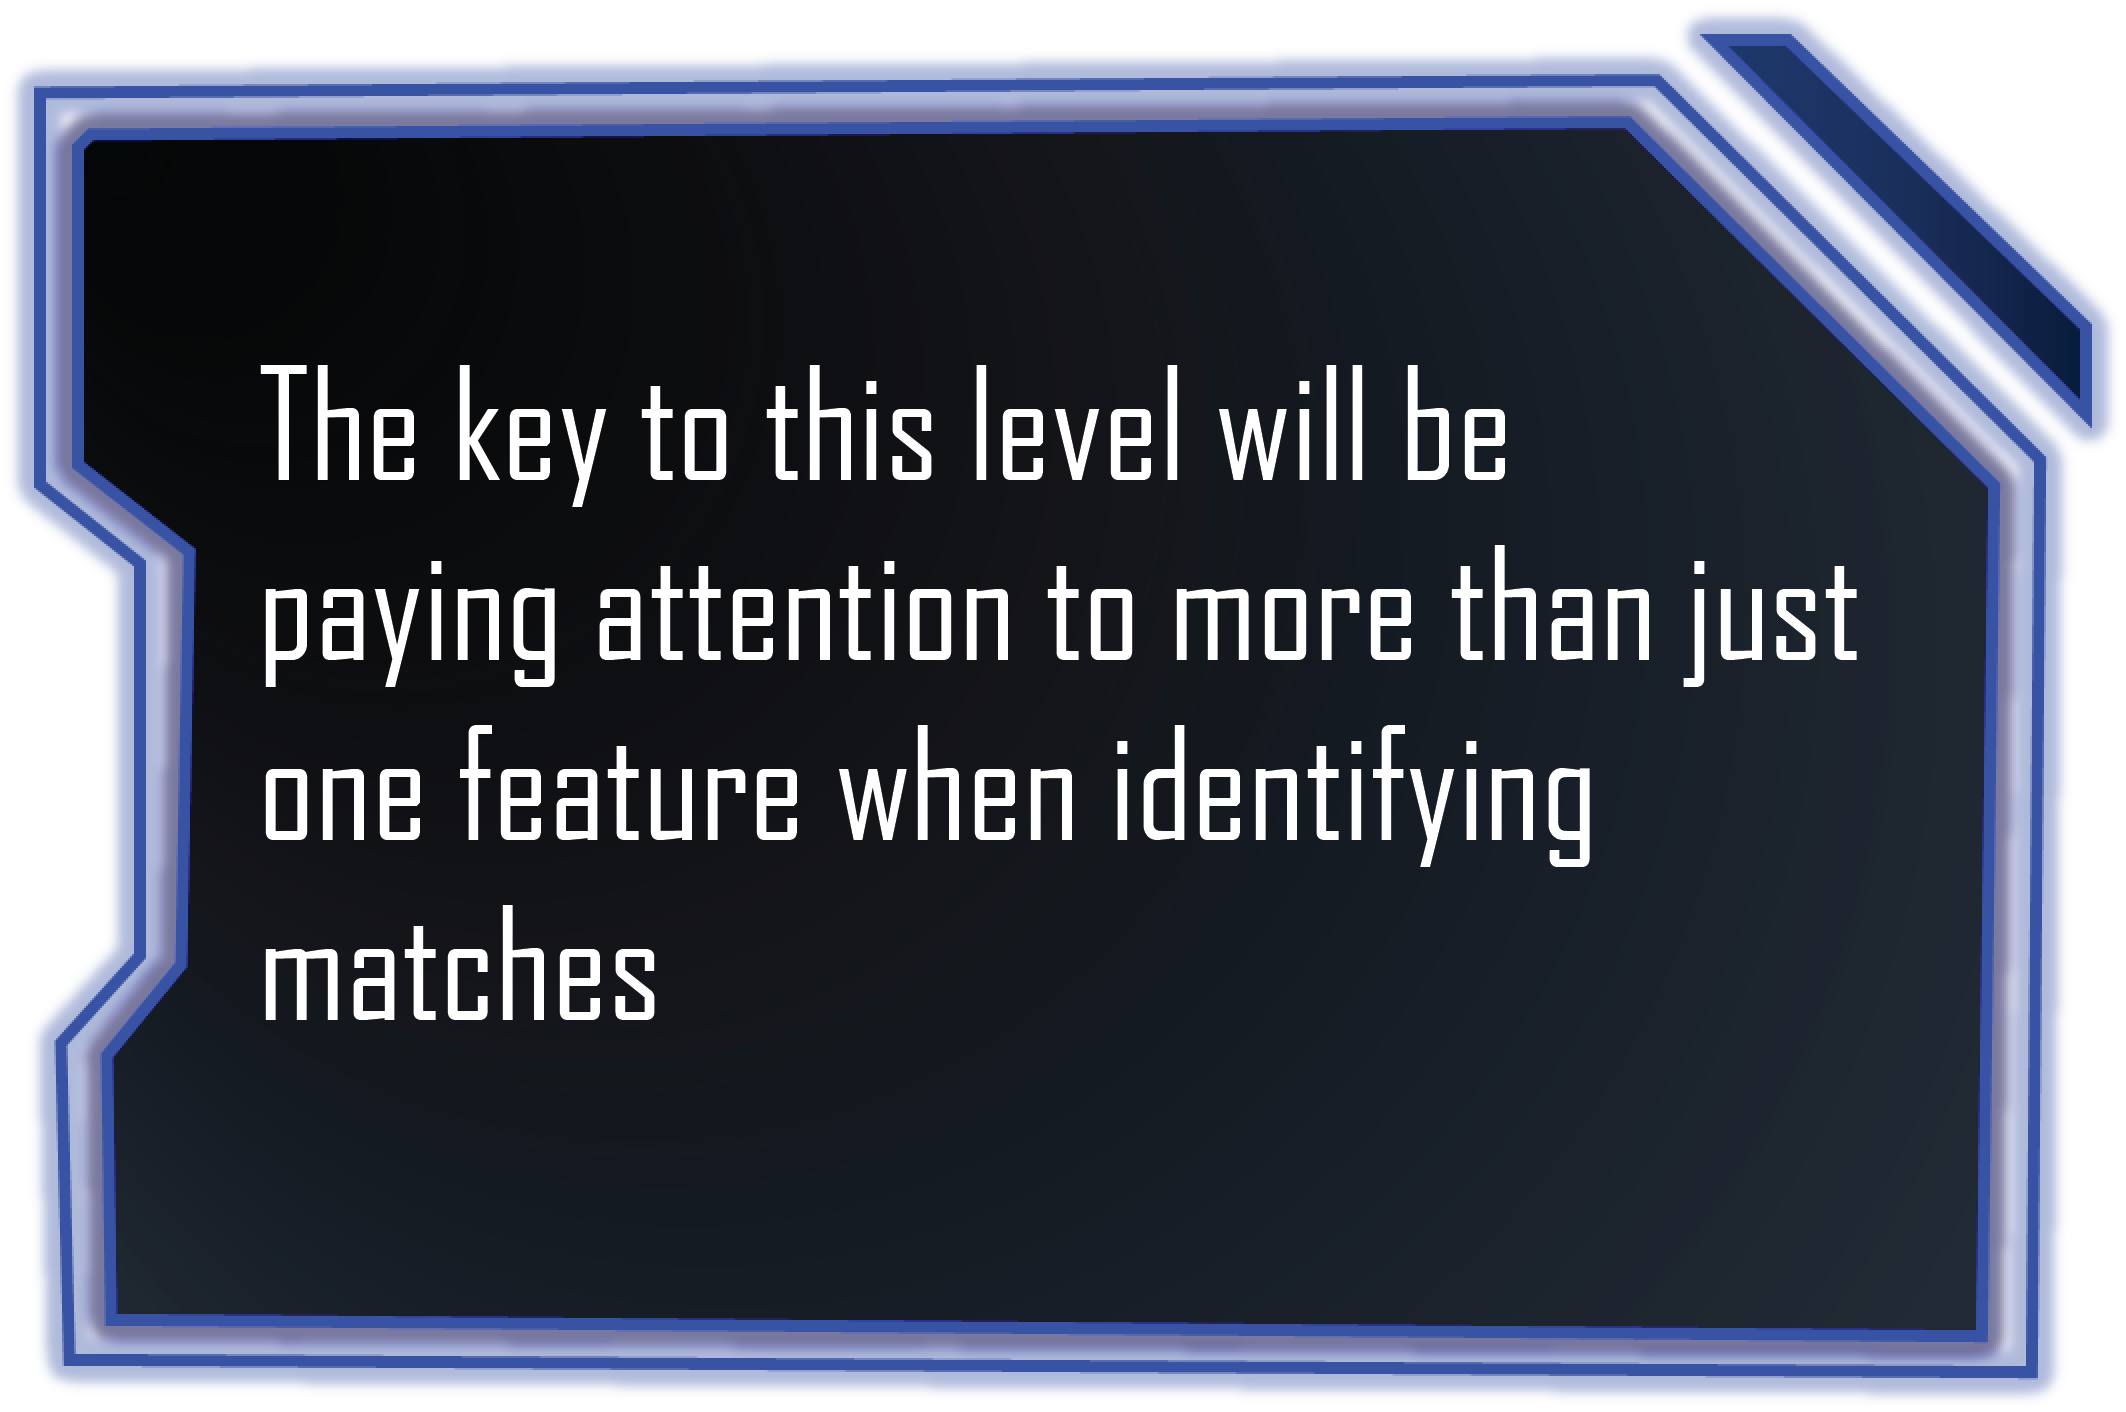 The key to this level will be
paying attention to more than just
one feature when identifying
matches